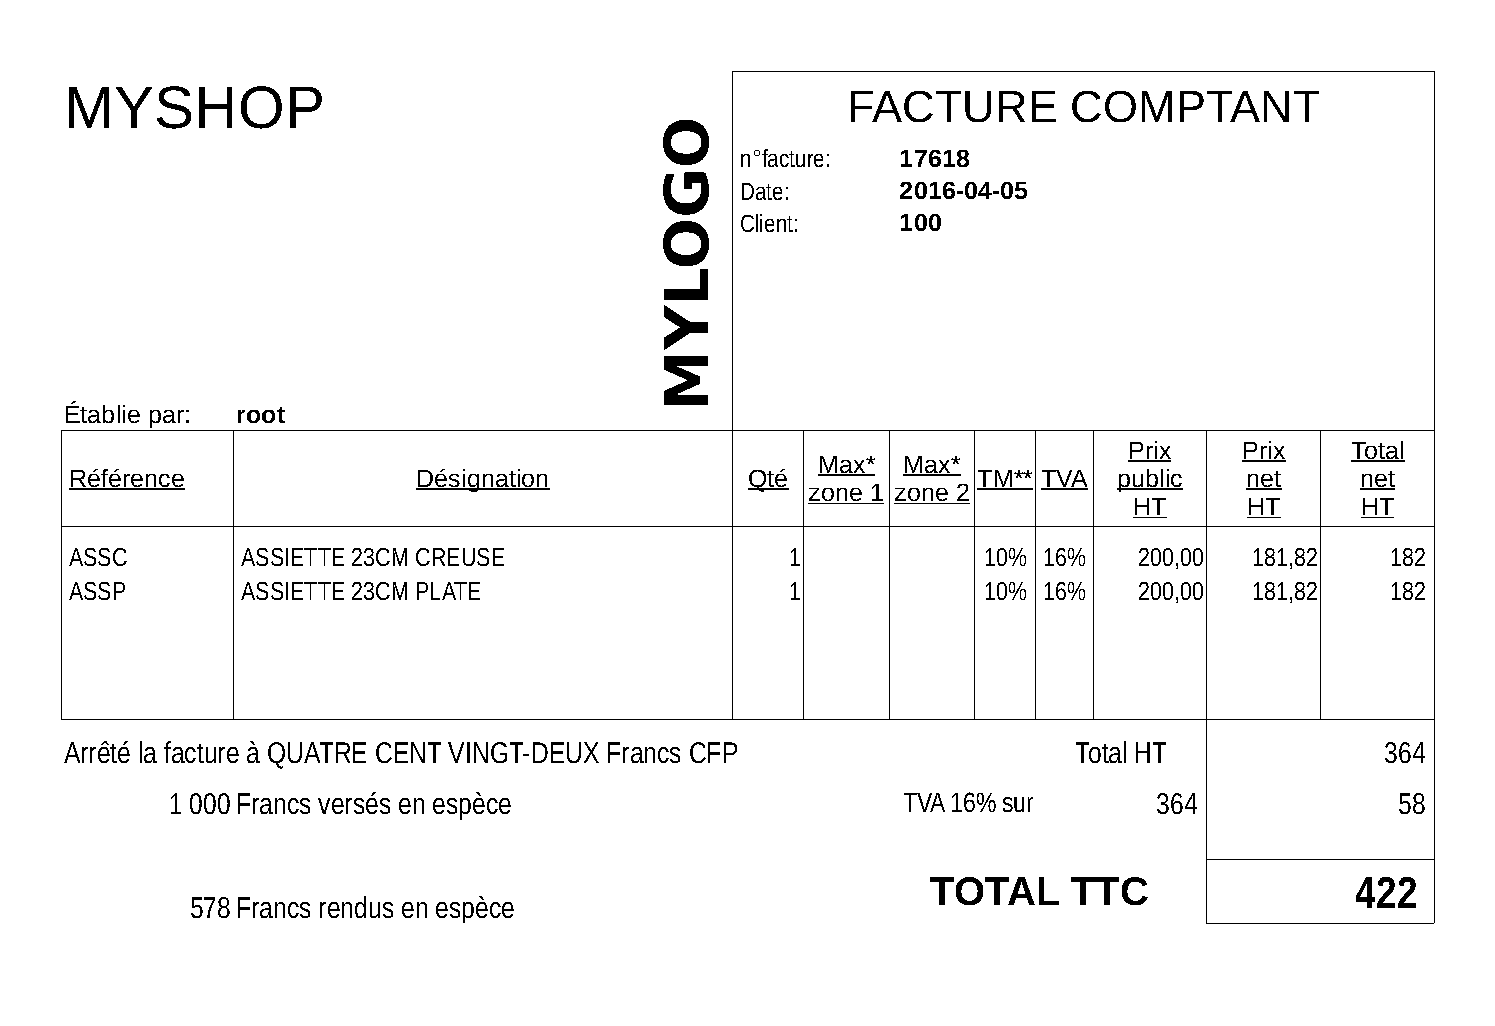 MYSHOP
MYLOGO
FACTURE COMPTANT
n°facture: 17618
Date: 2016-04-05
Client: 100
Établie par: root
Référence Désignation Qté Max* zone 1 Max* zone 2 TM** TVA Prix public HT Prix net HT Total net HT
ASSC ASSIETTE 23CM CREUSE 1 10% 16% 200,00 181,82 182
ASSP ASSIETTE 23CM PLATE 1 10% 16% 200,00 181,82 182
Arrêté la facture à QUATRE CENT VINGT-DEUX Francs CFP Total HT 364
1 000 Francs versés en espèce TVA 16% sur 364 58
TOTAL TTC 422
578 Francs rendus en espèce